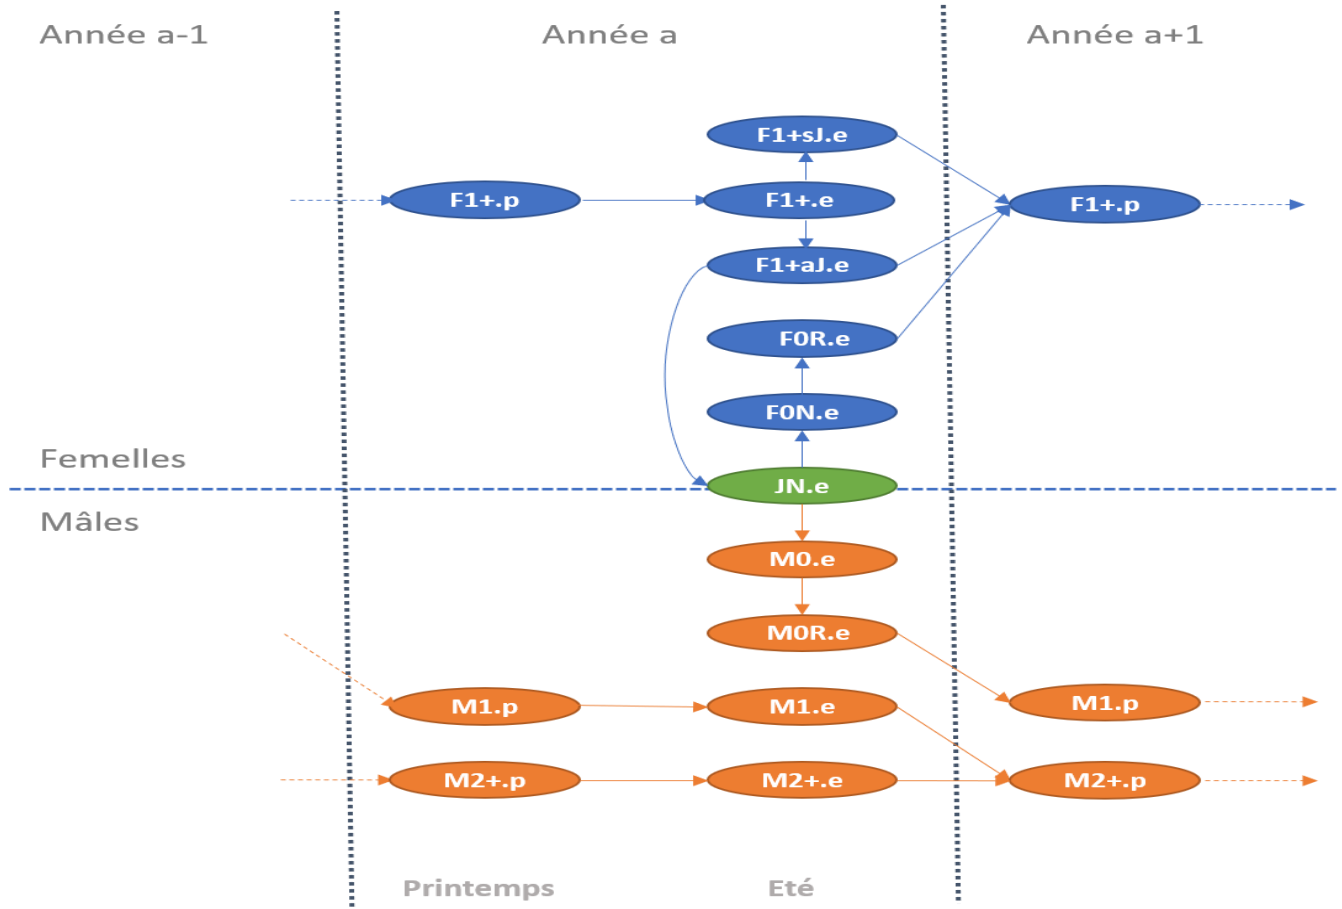 Année a-1
Année a
Année a+1
F1+sJ.e
F1+.p
F1+.e
F1+.p
F1+aJ.e
F0R.e
F0N.e
Femelles
JN.e
Mâles
M0.e
M0R.e
M1.p
M1.e
M1.p
M2+.p
M2+.e
M2+.p
Printemps
Eté